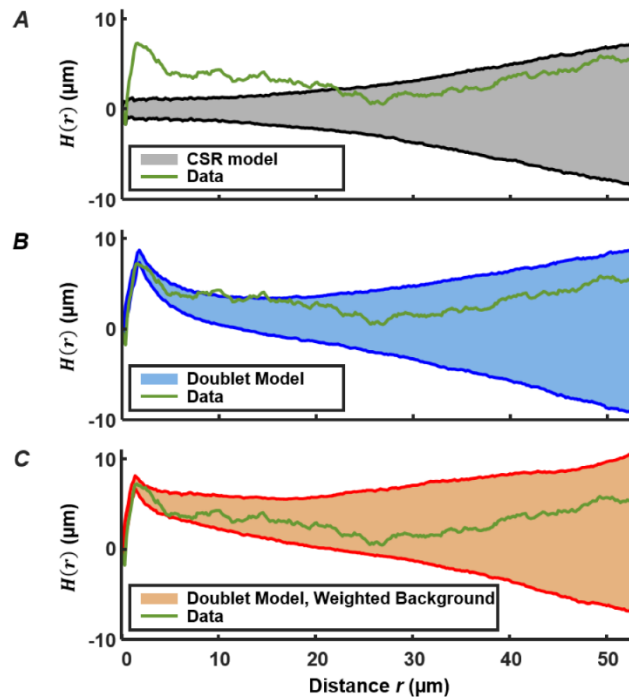 A
10
0
-10
H(r) (µm)
CSR model
Data
B
10
0
-10
H(r) (µm)
Doublet Model
Data
C
10
0
-10
H(r) (µm)
Doublet Model, Weighted Background
Data
0 10 20 30 40 50
Distance r (µm)